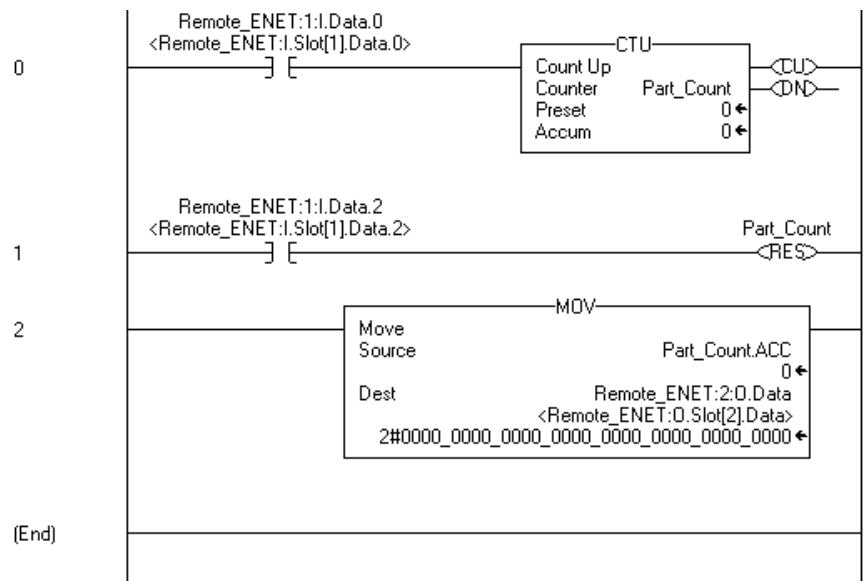 Remote_ENET:1:I.Data.0
<Remote_ENET:I.Slot[1].Data.0>
0
CTU
Count Up
CU
Counter Part_Count
DN
Preset 0
Accum 0
Remote_ENET:1:I.Data.2
<Remote_ENET:I.Slot[1].Data.2>
Part_Count
1
RES
MOV
2
Move
Source Part_Count.ACC
0
Dest Remote_ENET:2:O.Data
<Remote_ENET:O.Slot[2].Data>
2#0000_0000_0000_0000_0000_0000_0000_0000
(End)